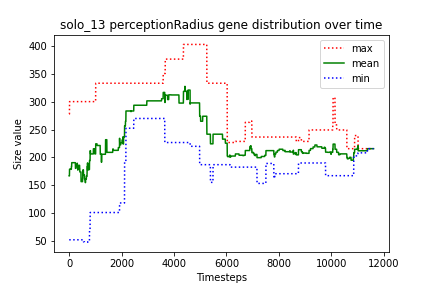 solo_13 perceptionRadius gene distribution over time
max
mean
min
Size value
400
350
300
250
200
150
100
50
0
2000
4000
6000
8000
10000
12000
Timesteps